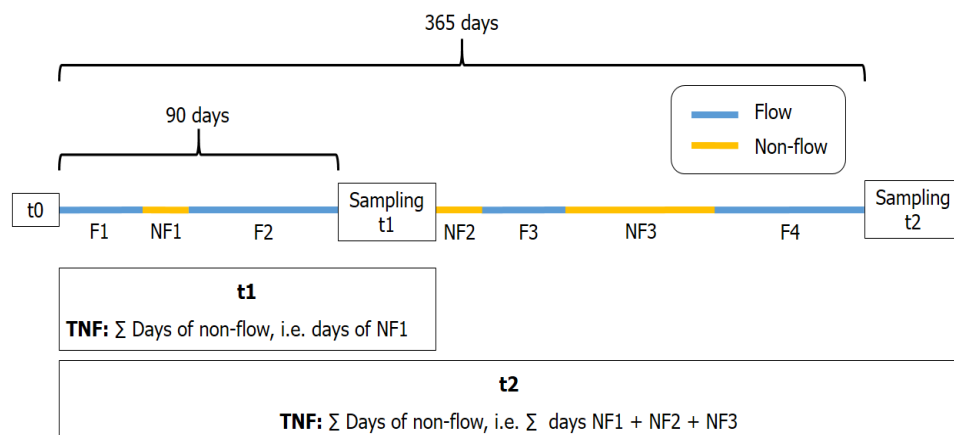 365 days
90 days
Flow
Non-flow
t0
F1
NF1
F2
Sampling
t1
NF2
F3
NF3
F4
Sampling
t2
t1
TNF: Σ Days of non-flow, i.e. days of NF1
t2
TNF: Σ Days of non-flow, i.e. Σ days NF1 + NF2 + NF3